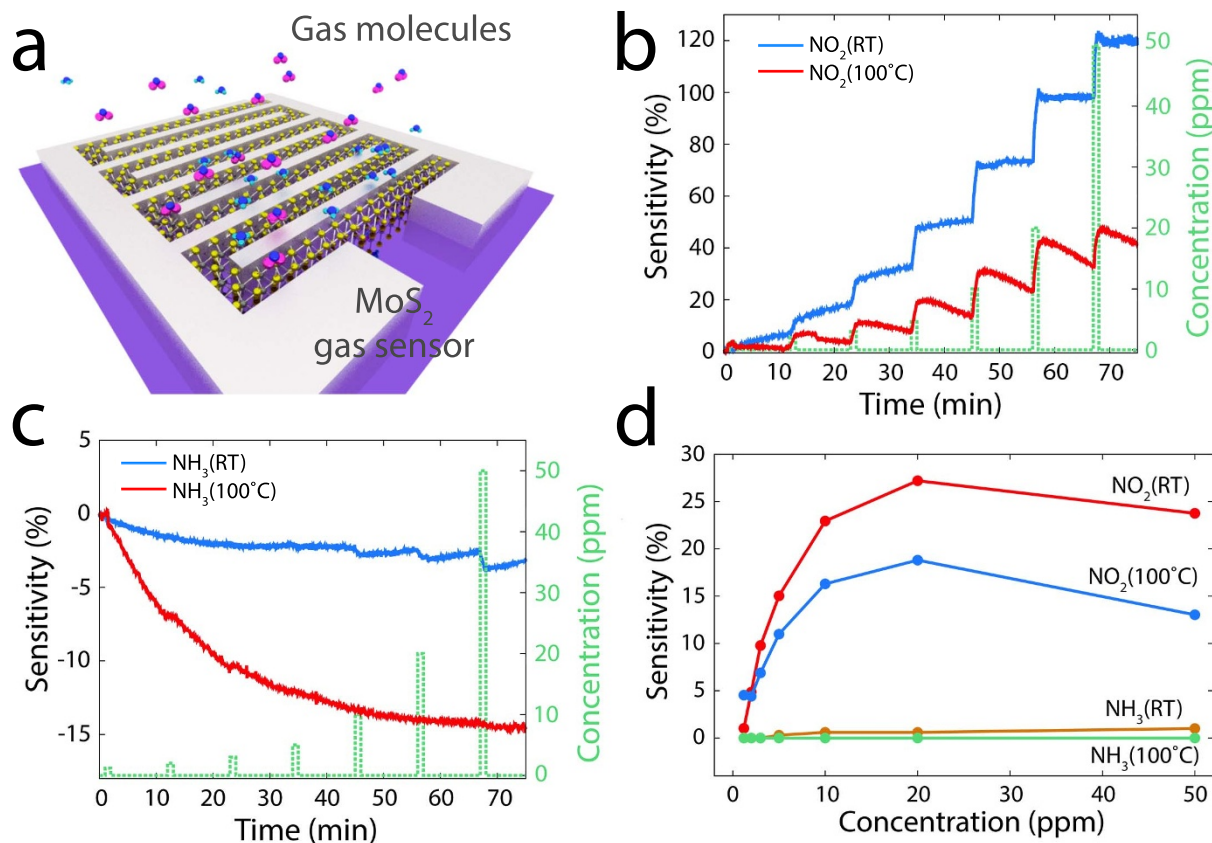 a
Gas molecules
MoS₂
gas sensor
b
NO₂(RT)
NO₂(100˚C)
Sensitivity (%)
120
100
80
60
40
20
0
Concentration (ppm)
50
40
30
20
10
0
0 10 20 30 40 50 60 70
Time (min)
c
NH₃(RT)
NH₃(100˚C)
Sensitivity (%)
5
0
-5
-10
-15
Concentration (ppm)
50
40
30
20
10
0
0 10 20 30 40 50 60 70
Time (min)
d
Sensitivity (%)
30
25
20
15
10
5
0
NO₂(RT)
NO₂(100˚C)
NH₃(RT)
NH₃(100˚C)
0 10 20 30 40 50
Concentration (ppm)